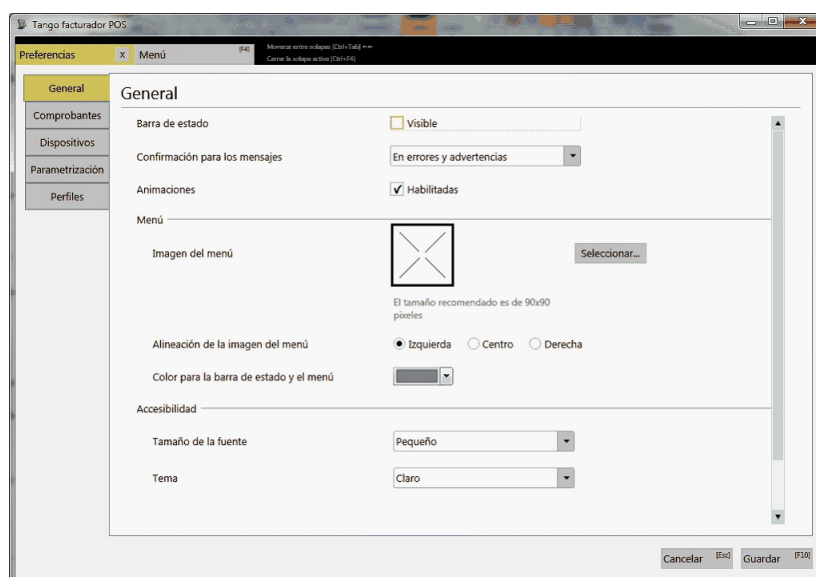 Tango facturador POS
Preferencias x Menú [F4]
Moverse entre solapas [Ctrl+Tab]
Cerrar la solapa activa [Ctrl+F4]
General
Comprobantes
Dispositivos
Parametrización
Perfiles
General
Barra de estado Visible
Confirmación para los mensajes En errores y advertencias
Animaciones Habilitadas
Menú
Imagen del menú Seleccionar...
El tamaño recomendado es de 90x90
pixeles
Alineación de la imagen del menú Izquierda Centro Derecha
Color para la barra de estado y el menú
Accesibilidad
Tamaño de la fuente Pequeño
Tema Claro
Cancelar [Esc] Guardar [F10]